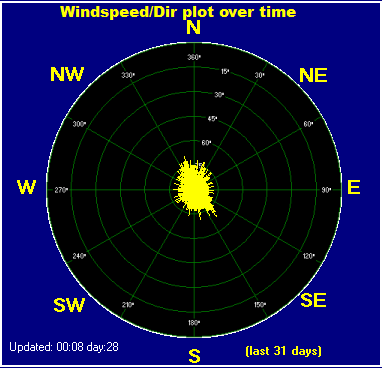 Windspeed/Dir plot over time
N
360°
NW
330°
15°
30°
NE
300°
45°
60°
60°
W
270°
90°
E
240°
120°
SW
210°
150°
SE
180°
Updated: 00:08 day:28
S
(last 31 days)